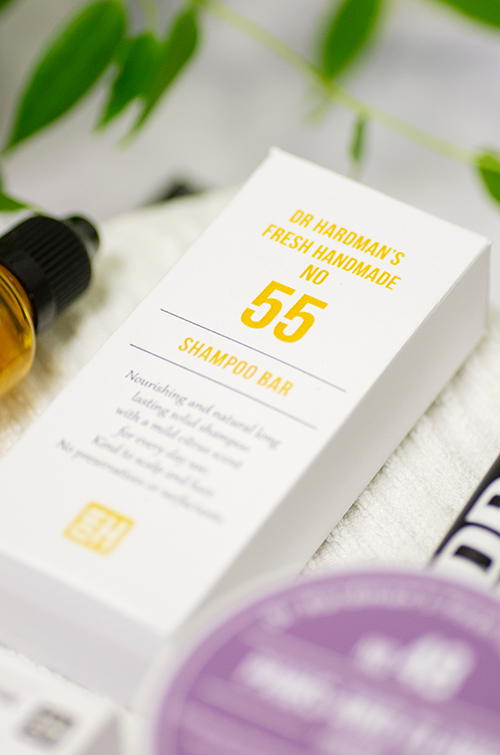 DR HARDMAN'S
FRESH HANDMADE
NO
55
SHAMPOO BAR
Nourishing and natural long
lasting solid shampoo
with a mild citrus scent
for every day use
Kind to scalp and hair
No preservatives or surfactants